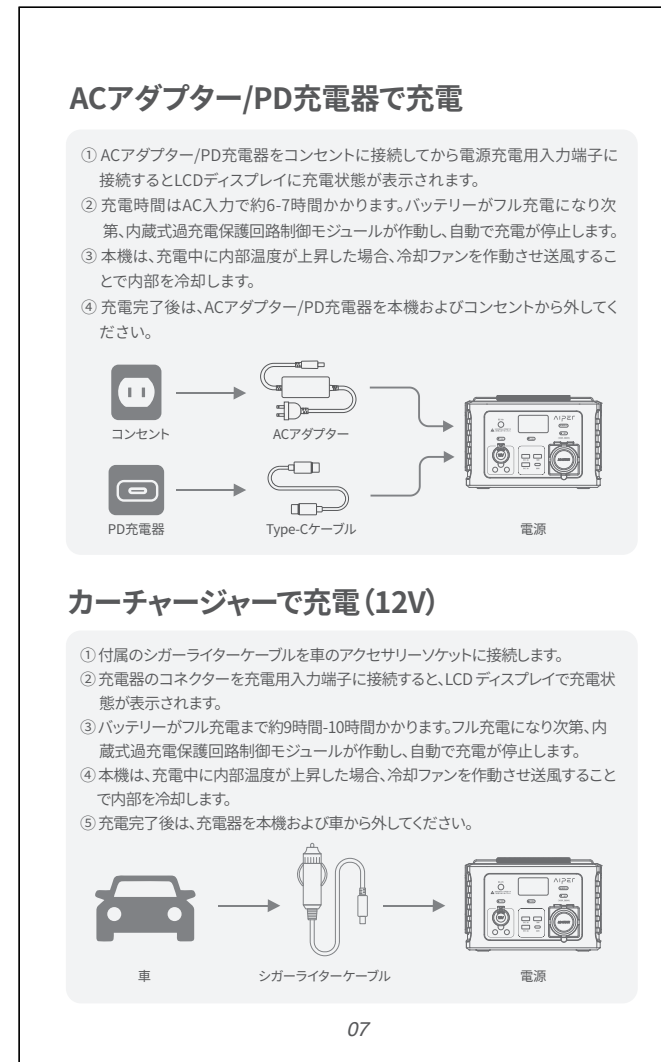 ACアダプター/PD充電器で充電
① ACアダプター/PD充電器をコンセントに接続してから電源充電用入力端子に
接続するとLCDディスプレイに充電状態が表示されます。
② 充電時間はAC入力で約6-7時間かかります。バッテリーがフル充電になり次
第、内蔵式過充電保護回路制御モジュールが作動し、自動で充電が停止します。
③ 本機は、充電中に内部温度が上昇した場合、冷却ファンを作動させ送風するこ
とで内部を冷却します。
④ 充電完了後は、ACアダプター/PD充電器を本機およびコンセントから外してく
ださい。
コンセント
ACアダプター
AIPER
PD充電器
Type-Cケーブル
電源
カーチャージャーで充電（12V）
① 付属のシガーライターケーブルを車のアクセサリーソケットに接続します。
② 充電器のコネクターを充電用入力端子に接続すると、LCD ディスプレイで充電状
態が表示されます。
③ バッテリーがフル充電まで約9時間-10時間かかります。フル充電になり次第、内
蔵式過充電保護回路制御モジュールが作動し、自動で充電が停止します。
④ 本機は、充電中に内部温度が上昇した場合、冷却ファンを作動させ送風すること
で内部を冷却します。
⑤ 充電完了後は、充電器を本機および車から外してください。
AIPER
車
シガーライターケーブル
電源
07